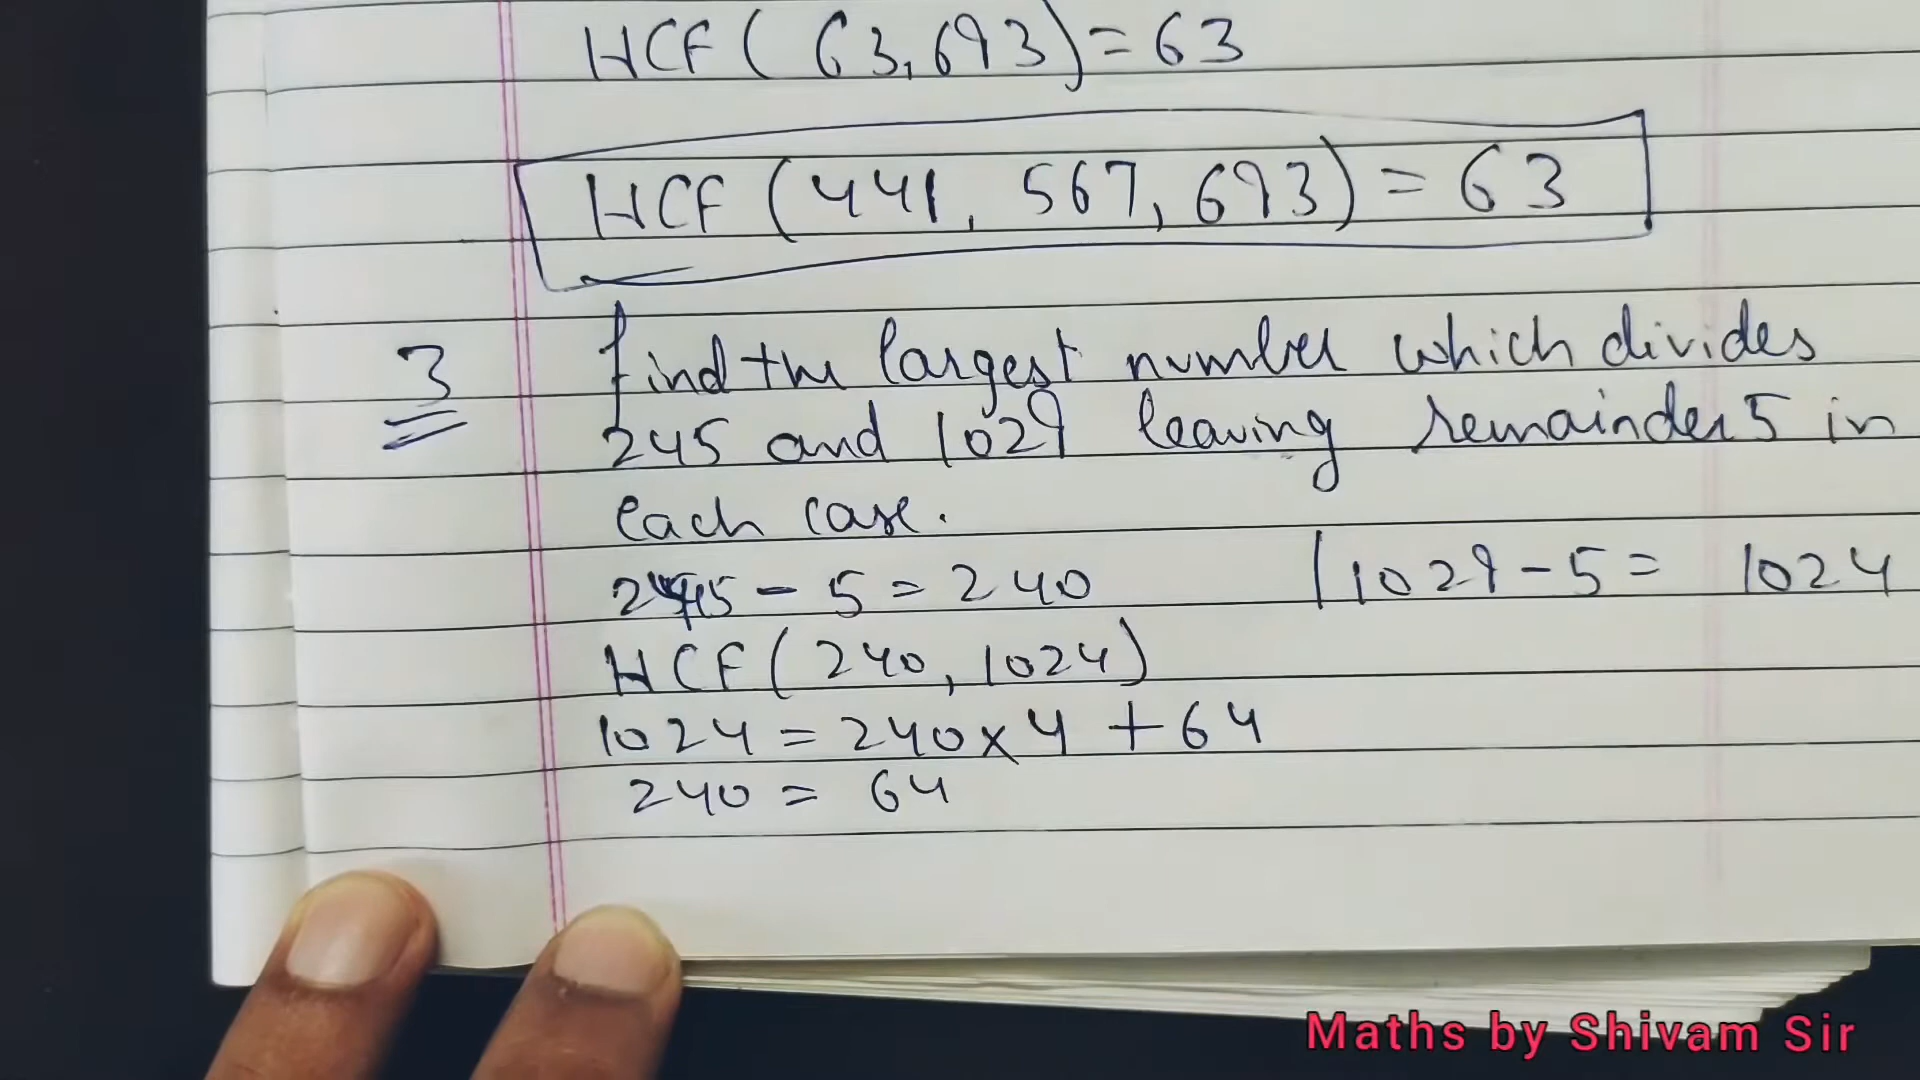 HCF ( 63, 693) = 63
HCF (441, 567, 693) = 63
3 find the largest number which divides
245 and 1029 leaving remainder 5 in
each case.
245 - 5 = 240 | 1029 - 5 = 1024
HCF (240, 1024)
1024 = 240 x 4 + 64
240 = 64
Maths by Shivam Sir